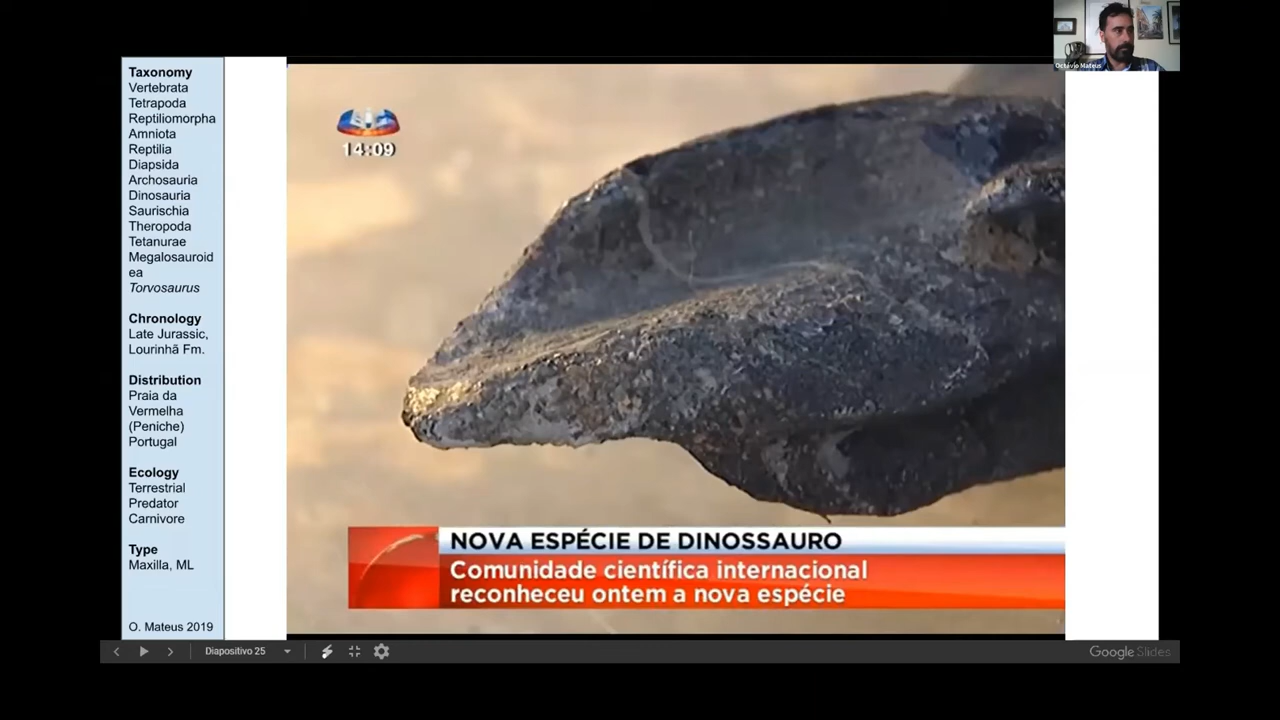 Octávio Mateus
Taxonomy
Vertebrata
Tetrapoda
Reptiliomorpha
Amniota
Reptilia
Diapsida
Archosauria
Dinosauria
Saurischia
Theropoda
Tetanurae
Megalosauroid
ea
Torvosaurus
Chronology
Late Jurassic,
Lourinhã Fm.
Distribution
Praia da
Vermelha
(Peniche)
Portugal
Ecology
Terrestrial
Predator
Carnivore
Type
Maxilla, ML
O. Mateus 2019
14:09
NOVA ESPÉCIE DE DINOSSAURO
Comunidade científica internacional
reconheceu ontem a nova espécie
Diapositivo 25
Google Slides